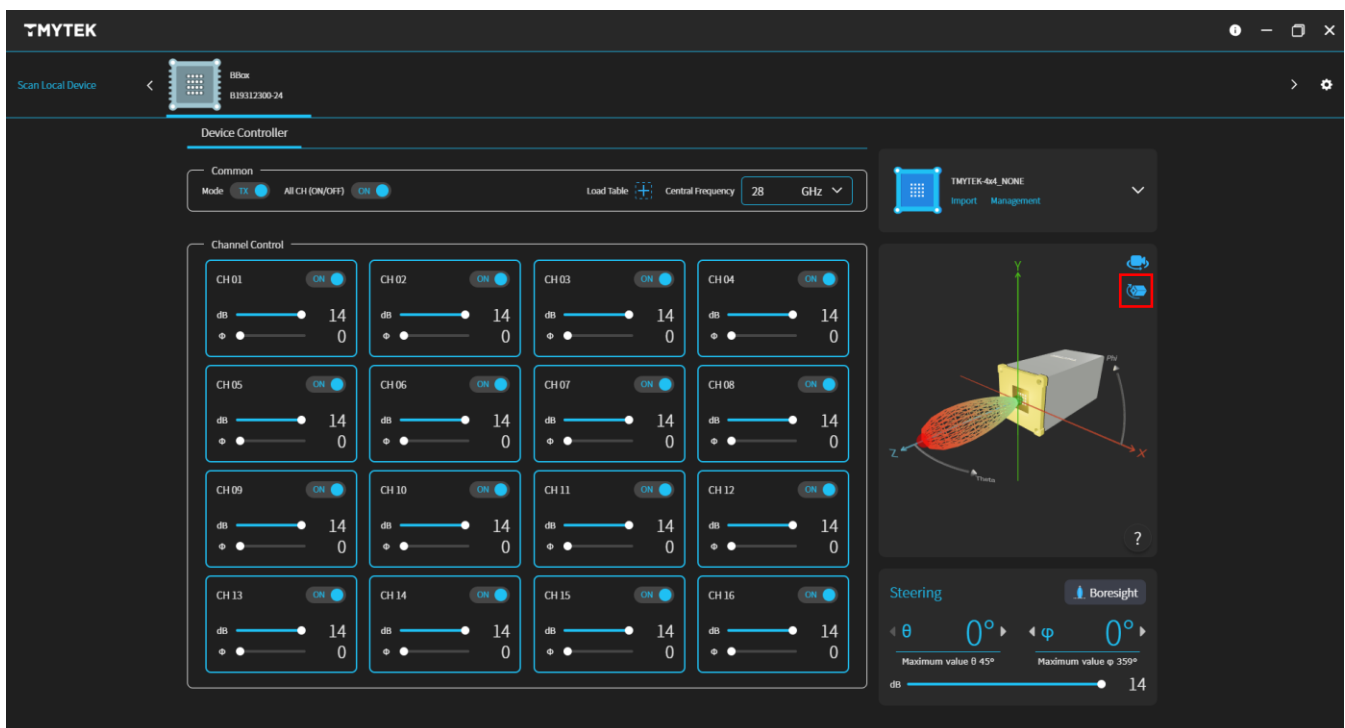 TMYTEK
Scan Local Device
BBox
B19312300-24
Device Controller
Common
Mode TX All CH (ON/OFF) ON Load Table Central Frequency 28 GHz
TMYTEK-4x4_NONE
Import Management
Channel Control
CH 01 ON CH 02 ON CH 03 ON CH 04 ON
dB 14 dB 14 dB 14 dB 14
Φ 0 Φ 0 Φ 0 Φ 0
CH 05 ON CH 06 ON CH 07 ON CH 08 ON
dB 14 dB 14 dB 14 dB 14
Φ 0 Φ 0 Φ 0 Φ 0
CH 09 ON CH 10 ON CH 11 ON CH 12 ON
dB 14 dB 14 dB 14 dB 14
Φ 0 Φ 0 Φ 0 Φ 0
CH 13 ON CH 14 ON CH 15 ON CH 16 ON
dB 14 dB 14 dB 14 dB 14
Φ 0 Φ 0 Φ 0 Φ 0
Y
Phi
Z
X
Theta
?
Steering Boresight
θ 0° φ 0°
Maximum value θ 45° Maximum value φ 359°
dB 14